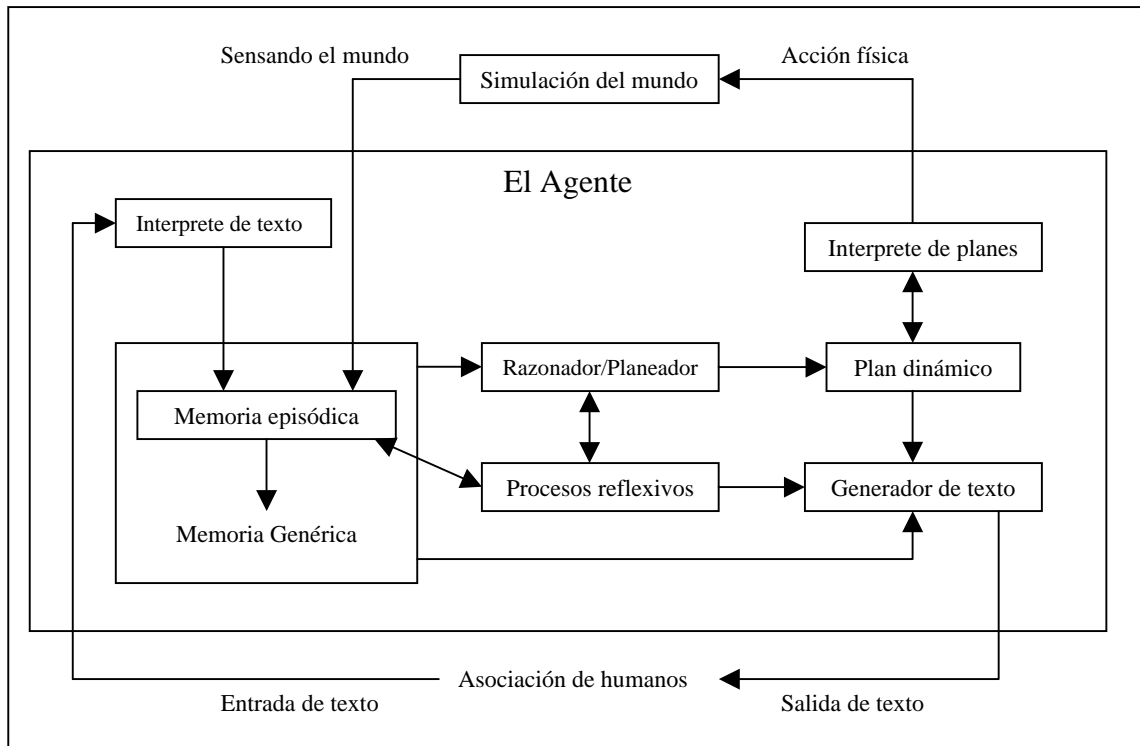 Sensando el mundo
Acción física
Simulación del mundo
El Agente
Interprete de texto
Interprete de planes
Razonador/Planeador
Plan dinámico
Memoria episódica
Procesos reflexivos
Generador de texto
Memoria Genérica
Asociación de humanos
Entrada de texto
Salida de texto